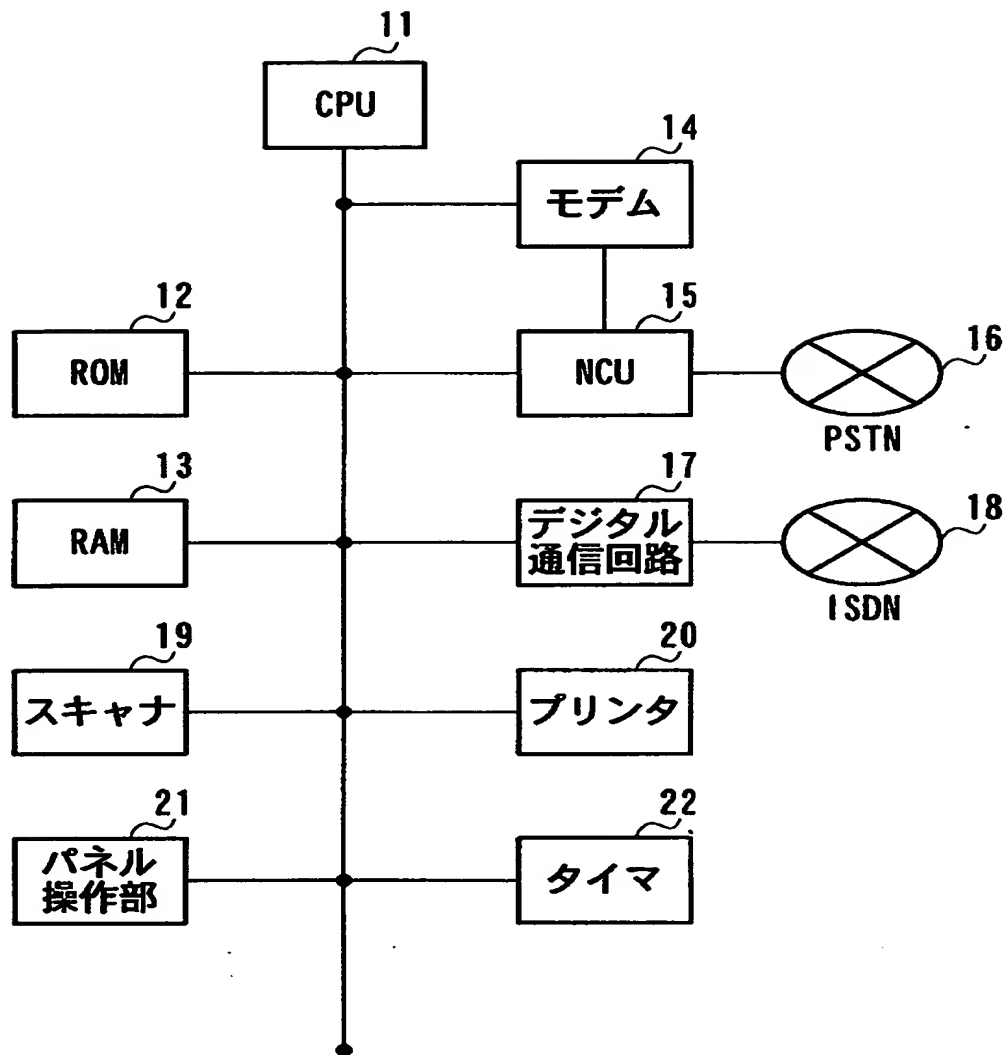 11
CPU
14
モデム
12
ROM
15
NCU
16
PSTN
13
RAM
17
デジタル
通信回路
18
ISDN
19
スキャナ
20
プリンタ
21
パネル
操作部
22
タイマ